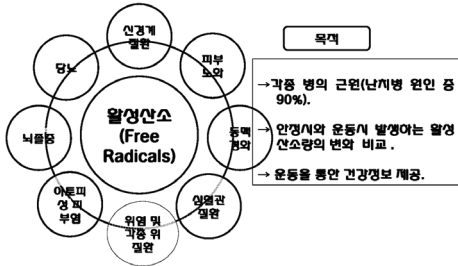 신경계
질환
피부
노화
동맥
경화
심혈관
질환
위염 및
각종 위
질환
아토피
성 피
부염
뇌졸중
당뇨
활성산소
(Free
Radicals)
목적
→각종 병의 근원(난치병 원인 중
90%).
→ 안정시와 운동시 발생하는 활성
산소량의 변화 비교 .
→ 운동을 통한 건강정보 제공.